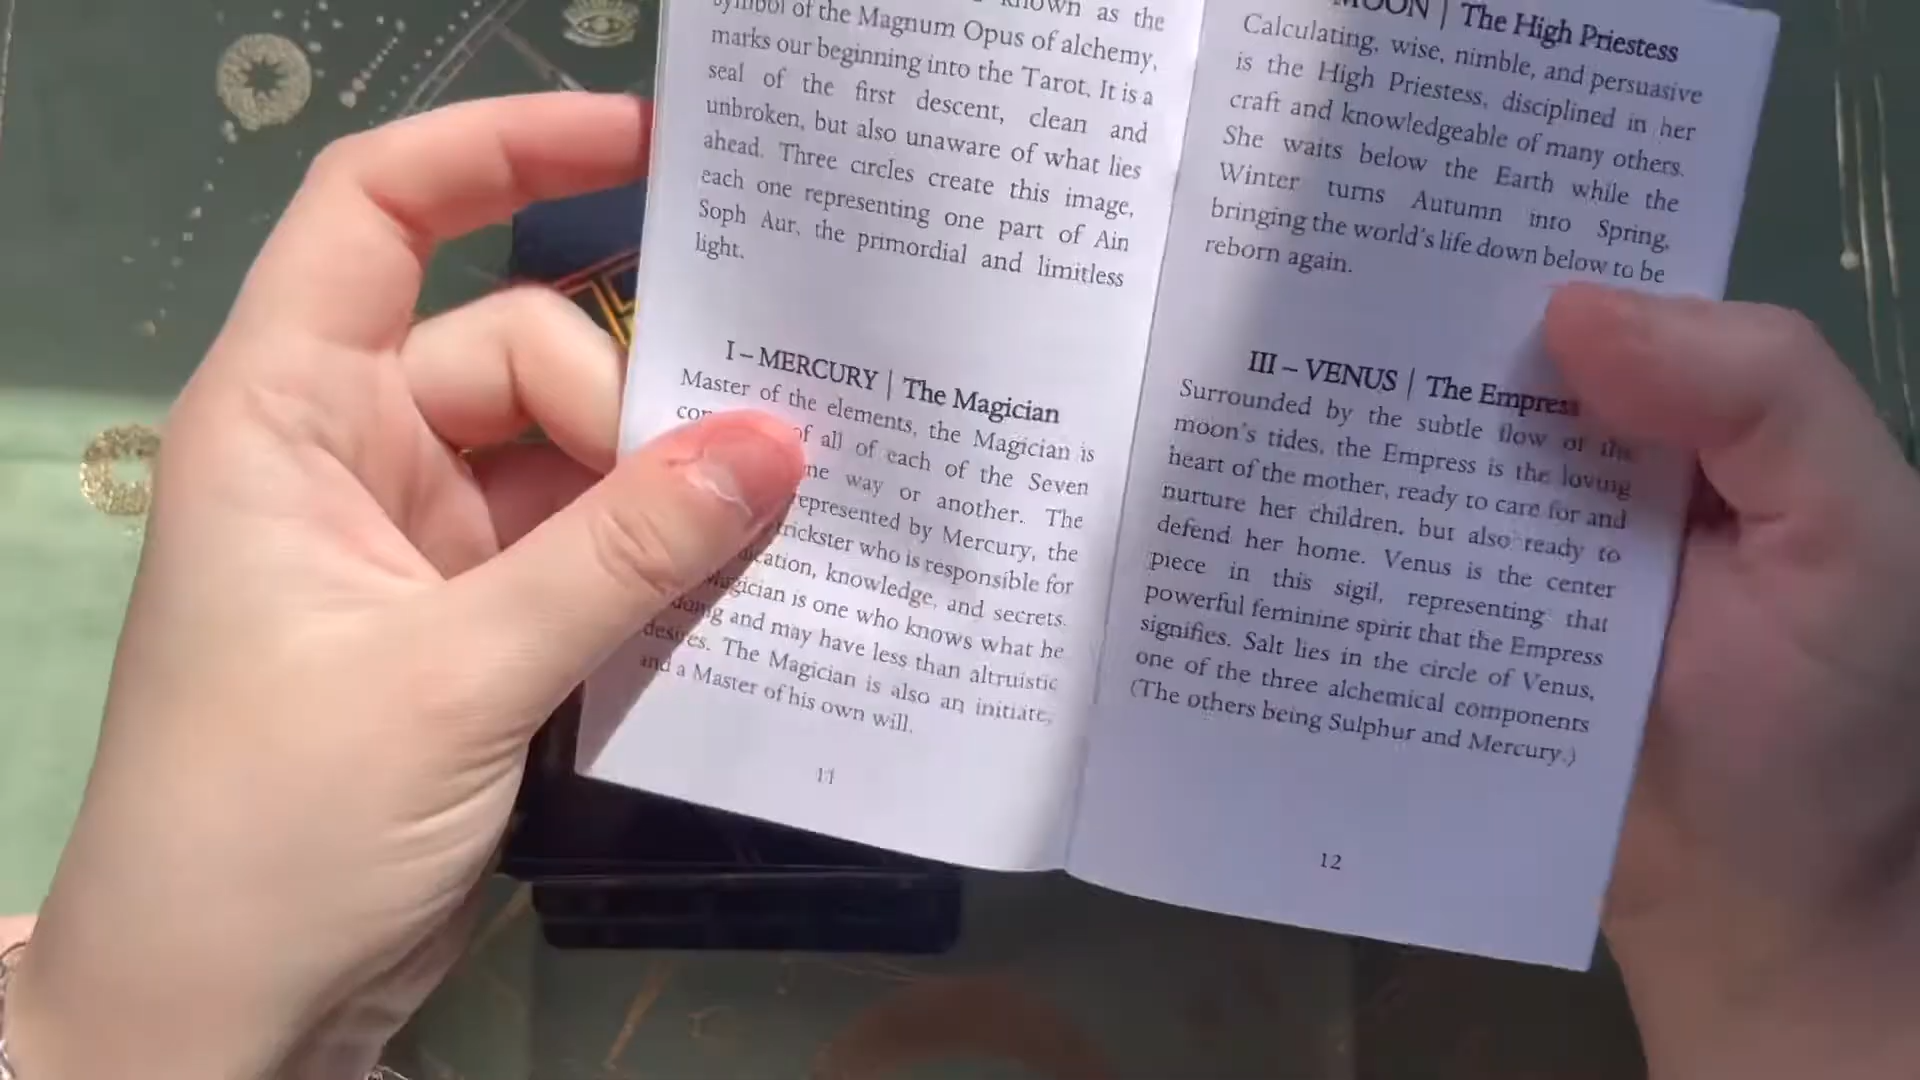 known as the
symbol of the Magnum Opus of alchemy,
marks our beginning into the Tarot. It is a
seal of the first descent, clean and
unbroken, but also unaware of what lies
ahead. Three circles create this image,
each one representing one part of Ain
Soph Aur, the primordial and limitless
light.
I – MERCURY | The Magician
Master of the elements, the Magician is
of all of each of the Seven
way or another. The
represented by Mercury, the
trickster who is responsible for
knowledge, and secrets.
Magician is one who knows what he
doing and may have less than altruistic
desires. The Magician is also an initiate,
and a Master of his own will.
11
MOON | The High Priestess
Calculating, wise, nimble, and persuasive
is the High Priestess, disciplined in her
craft and knowledgeable of many others.
She waits below the Earth while the
Winter turns Autumn into Spring,
bringing the world's life down below to be
reborn again.
III – VENUS | The Empress
Surrounded by the subtle flow of the
moon's tides, the Empress is the loving
heart of the mother, ready to care for and
nurture her children, but also ready to
defend her home. Venus is the center
piece in this sigil, representing that
powerful feminine spirit that the Empress
signifies. Salt lies in the circle of Venus,
one of the three alchemical components
(The others being Sulphur and Mercury.)
12